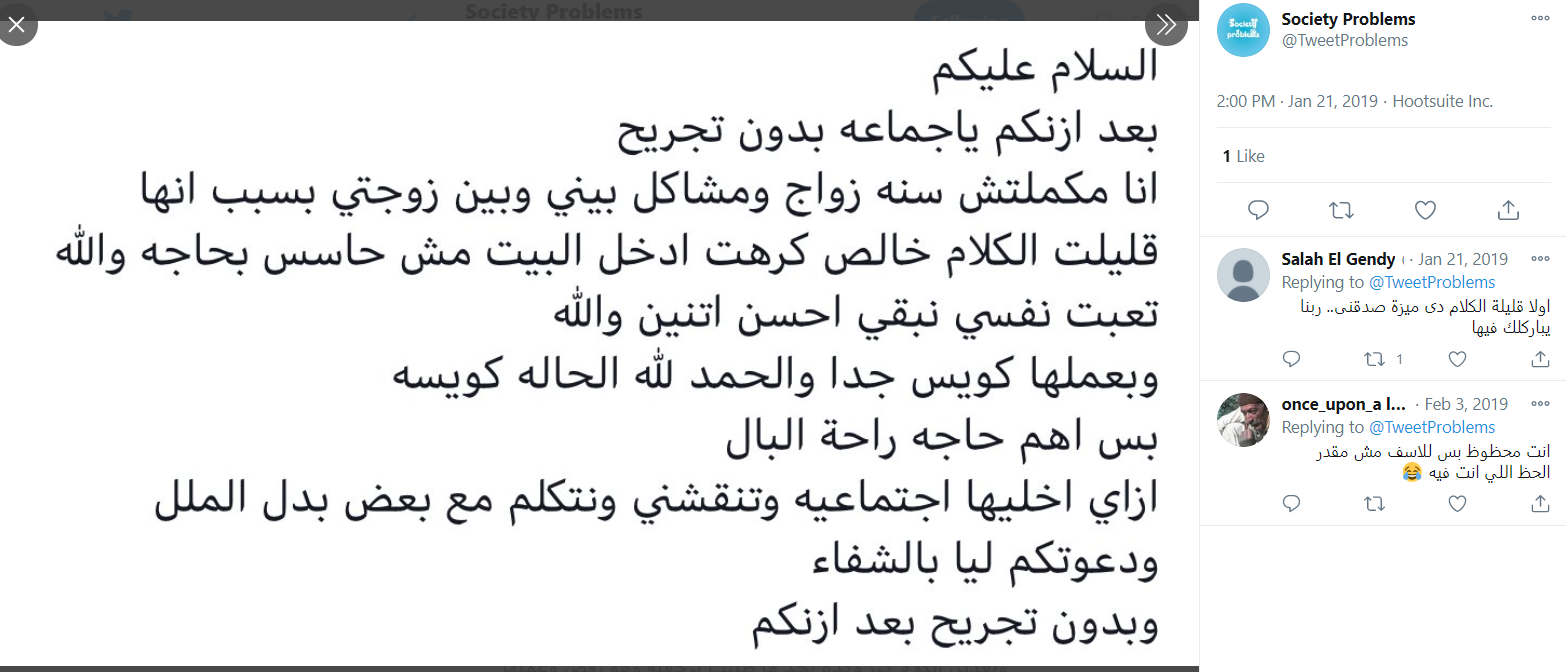 Society Problems
السلام عليكم
بعد ازنكم ياجماعه بدون تجريح
انا مكملتش سنه زواج ومشاكل بيني وبين زوجتي بسبب انها
قليلت الكلام خالص كرهت ادخل البيت مش حاسس بحاجه والله
تعبت نفسي نبقي احسن اتنين والله
وبعملها كويس جدا والحمد لله الحاله كويسه
بس اهم حاجه راحة البال
ازاي اخليها اجتماعيه وتنقشني ونتكلم مع بعض بدل الملل
ودعوتكم ليا بالشفاء
وبدون تجريح بعد ازنكم
Society problems
Society Problems
@TweetProblems
2:00 PM · Jan 21, 2019 · Hootsuite Inc.
1 Like
Salah El Gendy · Jan 21, 2019
Replying to @TweetProblems
اولا قليلة الكلام دى ميزة صدقنى.. ربنا
يباركلك فيها
1
once_upon_a l... · Feb 3, 2019
Replying to @TweetProblems
انت محظوظ بس للاسف مش مقدر
الحظ اللي انت فيه 😂